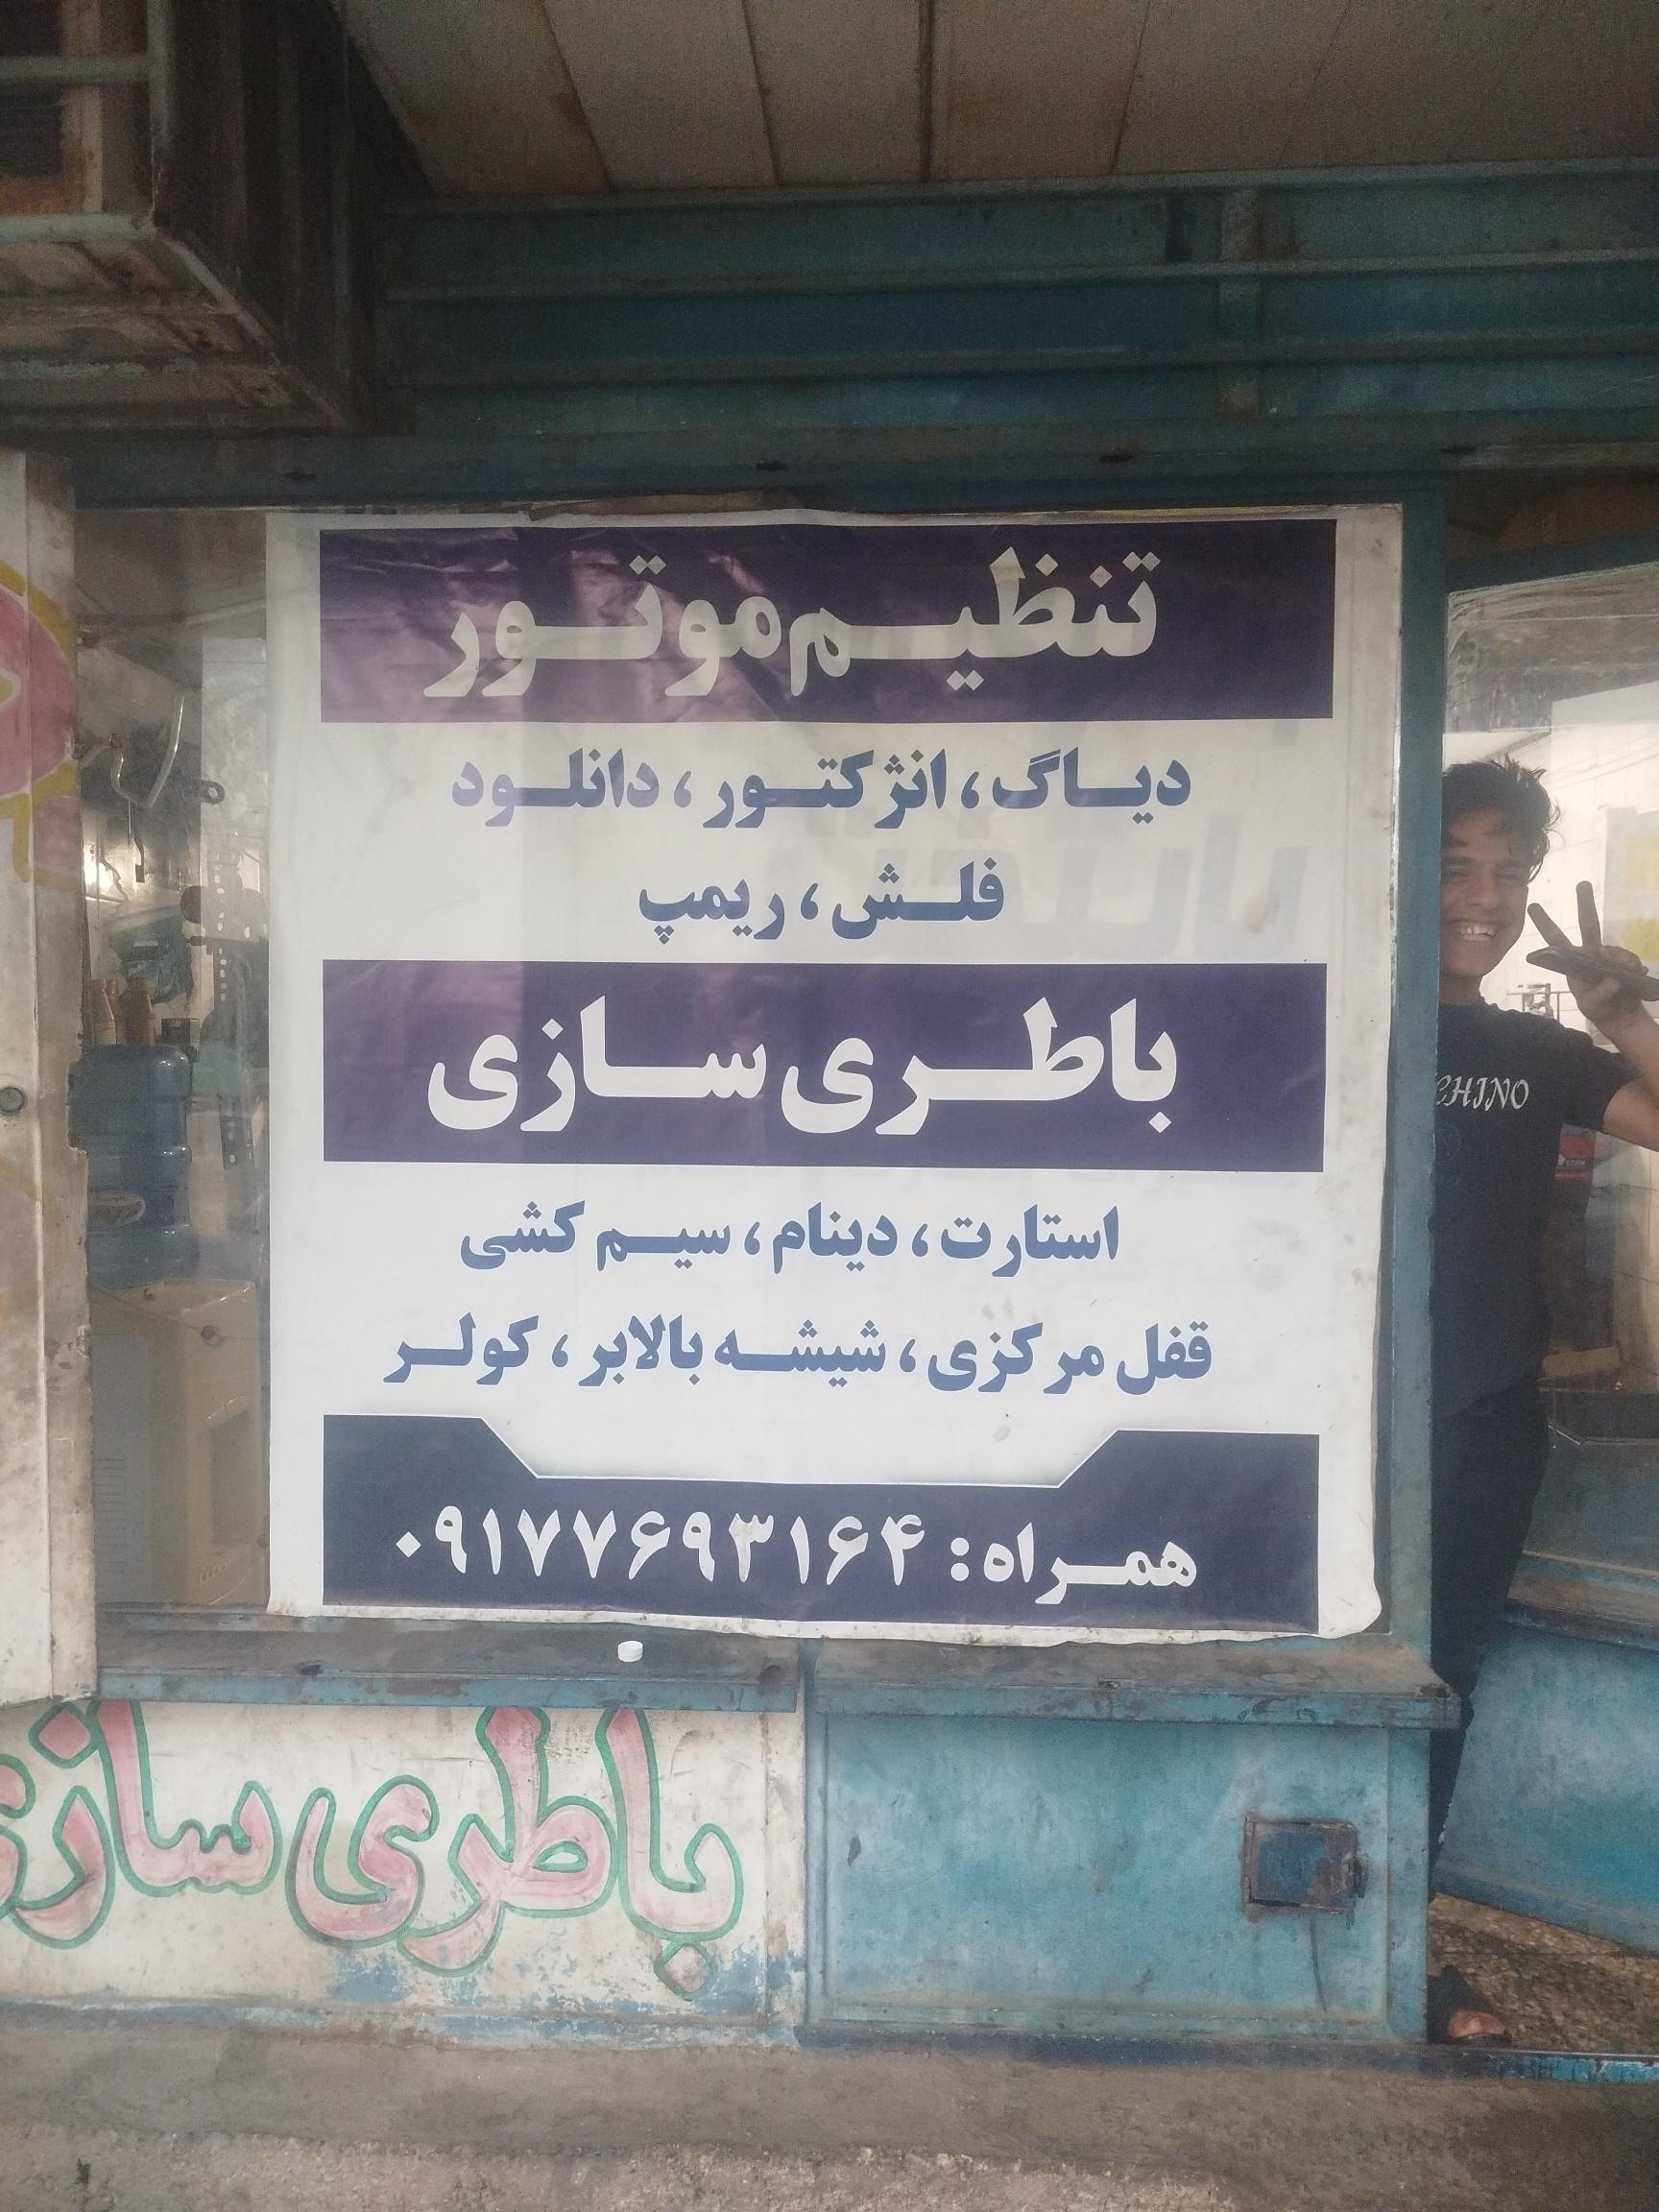 تنظیم موتور
دیاگ، انژکتور، دانلود
فلش، ریمپ
باطری سازی
استارت، دینام، سیم کشی
قفل مرکزی، شیشه بالابر، کولر
همراه: ۰۹۱۷۷۶۹۳۱۶۴
CHINO
باطری سازی